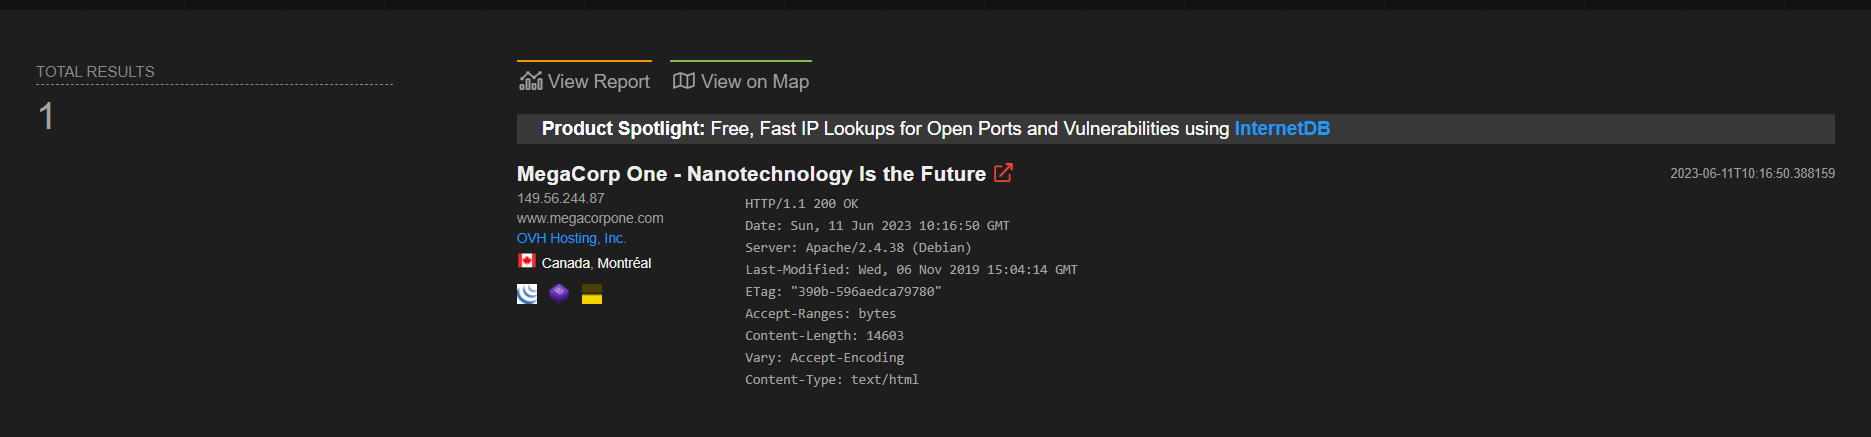 TOTAL RESULTS
1
View Report
View on Map
Product Spotlight: Free, Fast IP Lookups for Open Ports and Vulnerabilities using InternetDB
MegaCorp One - Nanotechnology Is the Future
2023-06-11T10:16:50.388159
149.56.244.87
www.megacorpone.com
OVH Hosting, Inc.
Canada, Montréal
HTTP/1.1 200 OK
Date: Sun, 11 Jun 2023 10:16:50 GMT
Server: Apache/2.4.38 (Debian)
Last-Modified: Wed, 06 Nov 2019 15:04:14 GMT
ETag: "390b-596aedca79780"
Accept-Ranges: bytes
Content-Length: 14603
Vary: Accept-Encoding
Content-Type: text/html